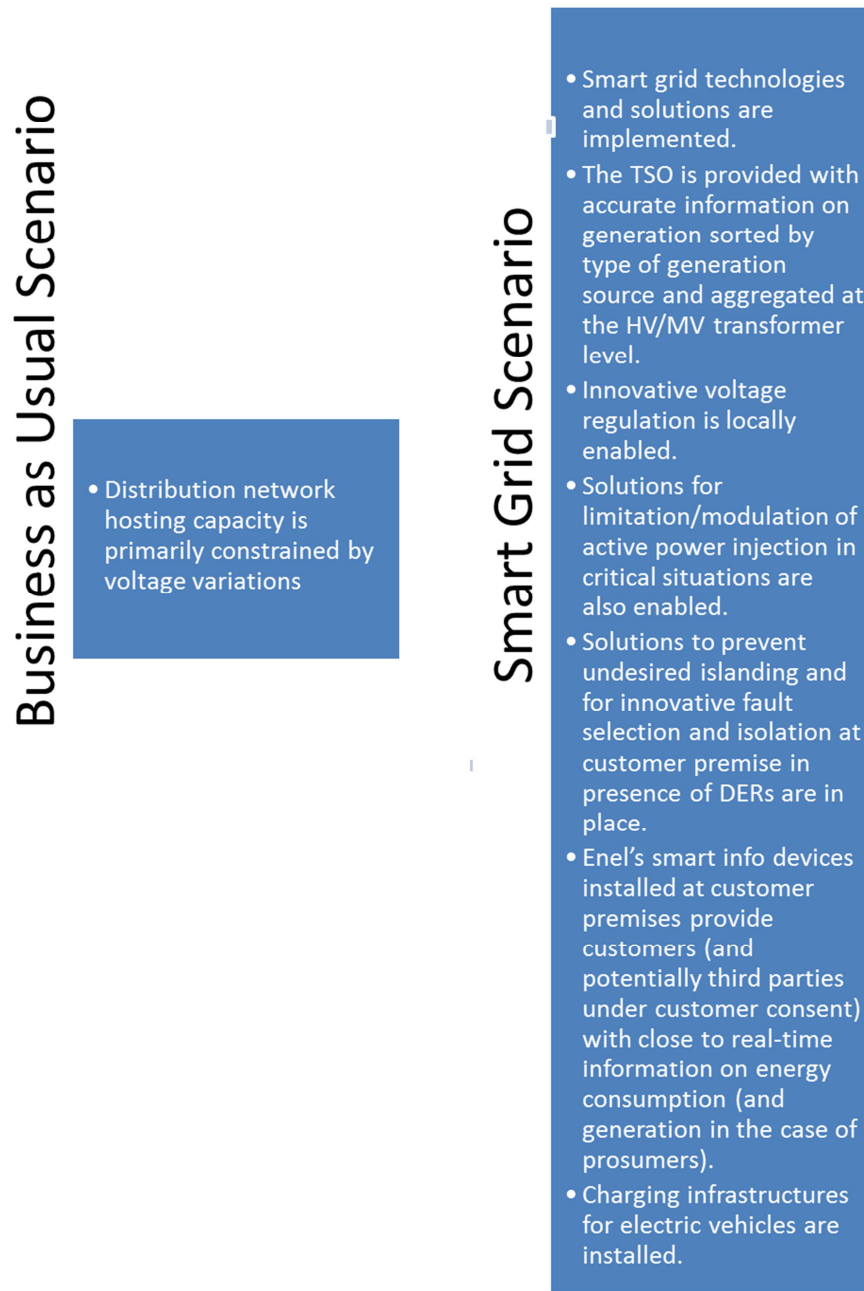 Business as Usual Scenario
• Distribution network
hosting capacity is
primarily constrained by
voltage variations
Smart Grid Scenario
• Smart grid technologies
and solutions are
implemented.
• The TSO is provided with
accurate information on
generation sorted by
type of generation
source and aggregated at
the HV/MV transformer
level.
• Innovative voltage
regulation is locally
enabled.
• Solutions for
limitation/modulation of
active power injection in
critical situations are
also enabled.
• Solutions to prevent
undesired islanding and
for innovative fault
selection and isolation at
customer premise in
presence of DERs are in
place.
• Enel's smart info devices
installed at customer
premises provide
customers (and
potentially third parties
under customer consent)
with close to real-time
information on energy
consumption (and
generation in the case of
prosumers).
• Charging infrastructures
for electric vehicles are
installed.